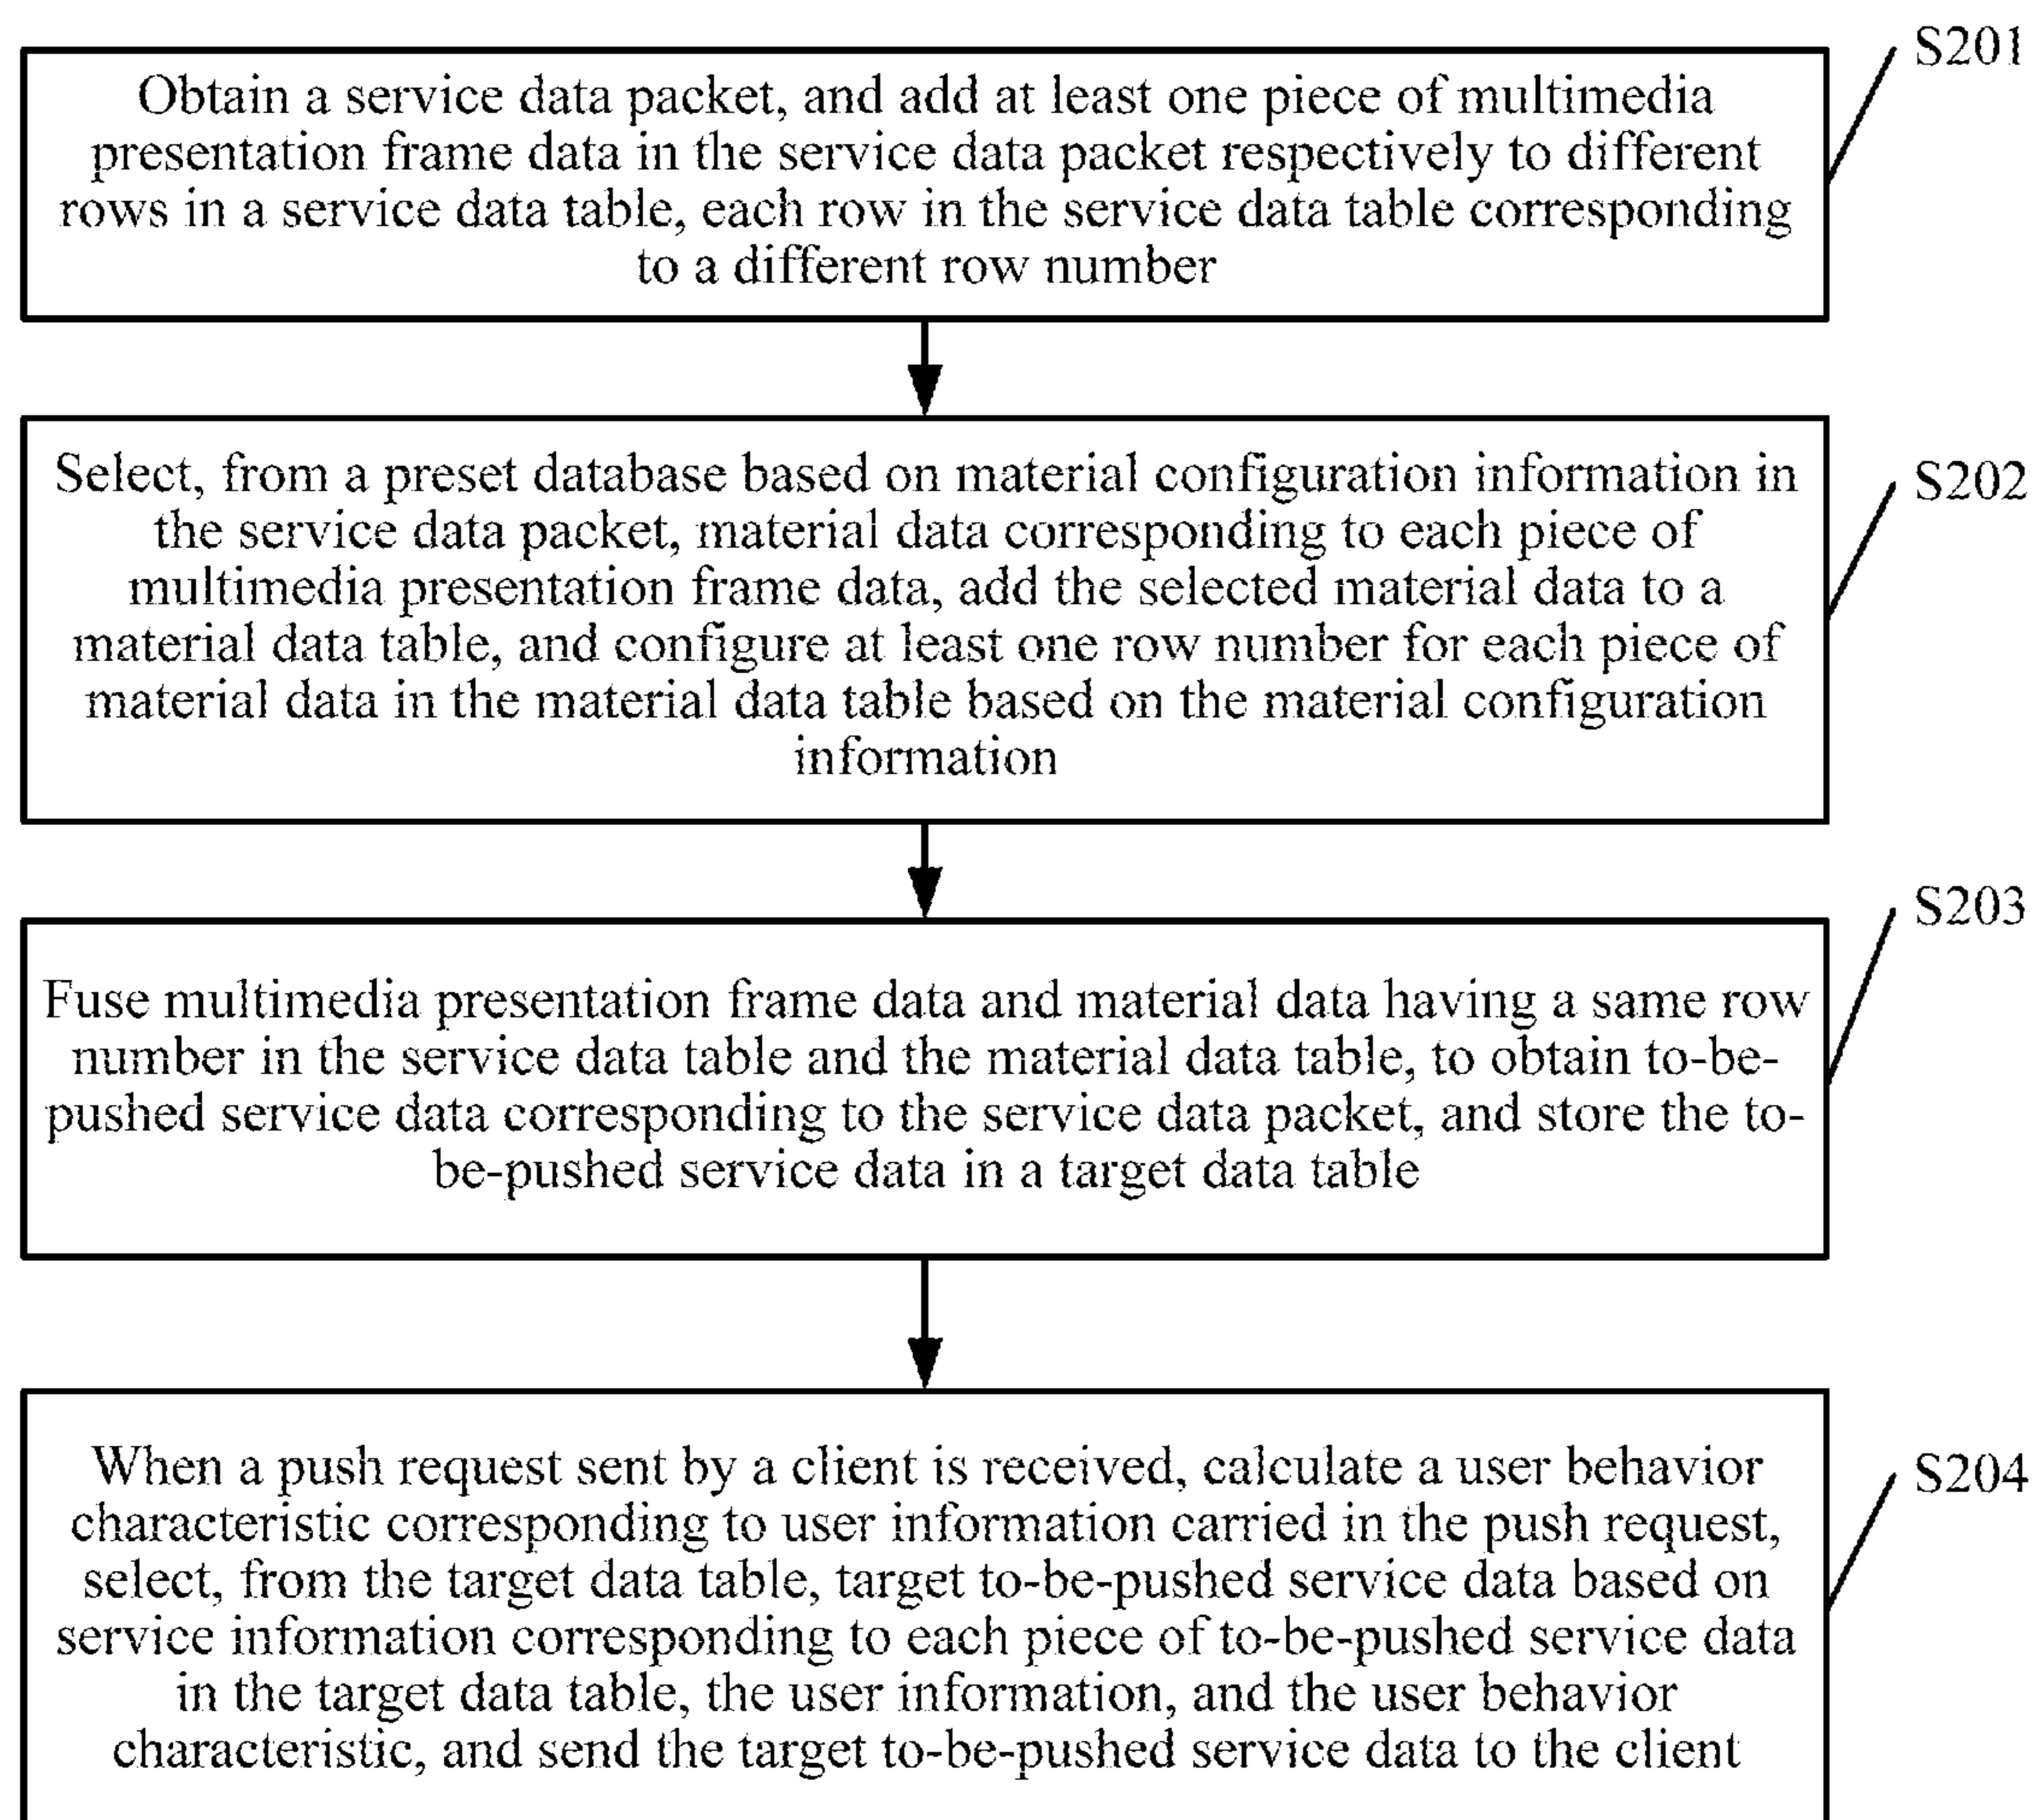 S201
Obtain a service data packet, and add at least one piece of multimedia
presentation frame data in the service data packet respectively to different
rows in a service data table, each row in the service data table corresponding
to a different row number
S202
Select, from a preset database based on material configuration information in
the service data packet, material data corresponding to each piece of
multimedia presentation frame data, add the selected material data to a
material data table, and configure at least one row number for each piece of
material data in the material data table based on the material configuration
information
S203
Fuse multimedia presentation frame data and material data having a same row
number in the service data table and the material data table, to obtain to-be-
pushed service data corresponding to the service data packet, and store the to-
be-pushed service data in a target data table
S204
When a push request sent by a client is received, calculate a user behavior
characteristic corresponding to user information carried in the push request,
select, from the target data table, target to-be-pushed service data based on
service information corresponding to each piece of to-be-pushed service data
in the target data table, the user information, and the user behavior
characteristic, and send the target to-be-pushed service data to the client